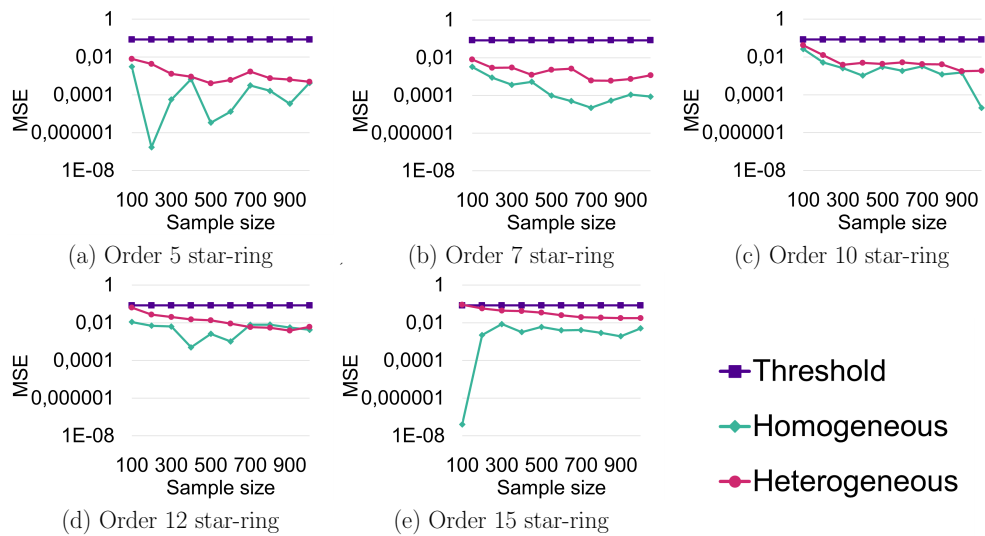 1
0,01
0,0001
0,000001
1E-08
MSE
100 300 500 700 900
Sample size
(a) Order 5 star-ring
1
0,01
0,0001
0,000001
1E-08
MSE
100 300 500 700 900
Sample size
(b) Order 7 star-ring
1
0,01
0,0001
0,000001
1E-08
MSE
100 300 500 700 900
Sample size
(c) Order 10 star-ring
1
0,01
0,0001
0,000001
1E-08
MSE
100 300 500 700 900
Sample size
(d) Order 12 star-ring
1
0,01
0,0001
0,000001
1E-08
MSE
100 300 500 700 900
Sample size
(e) Order 15 star-ring
Threshold
Homogeneous
Heterogeneous